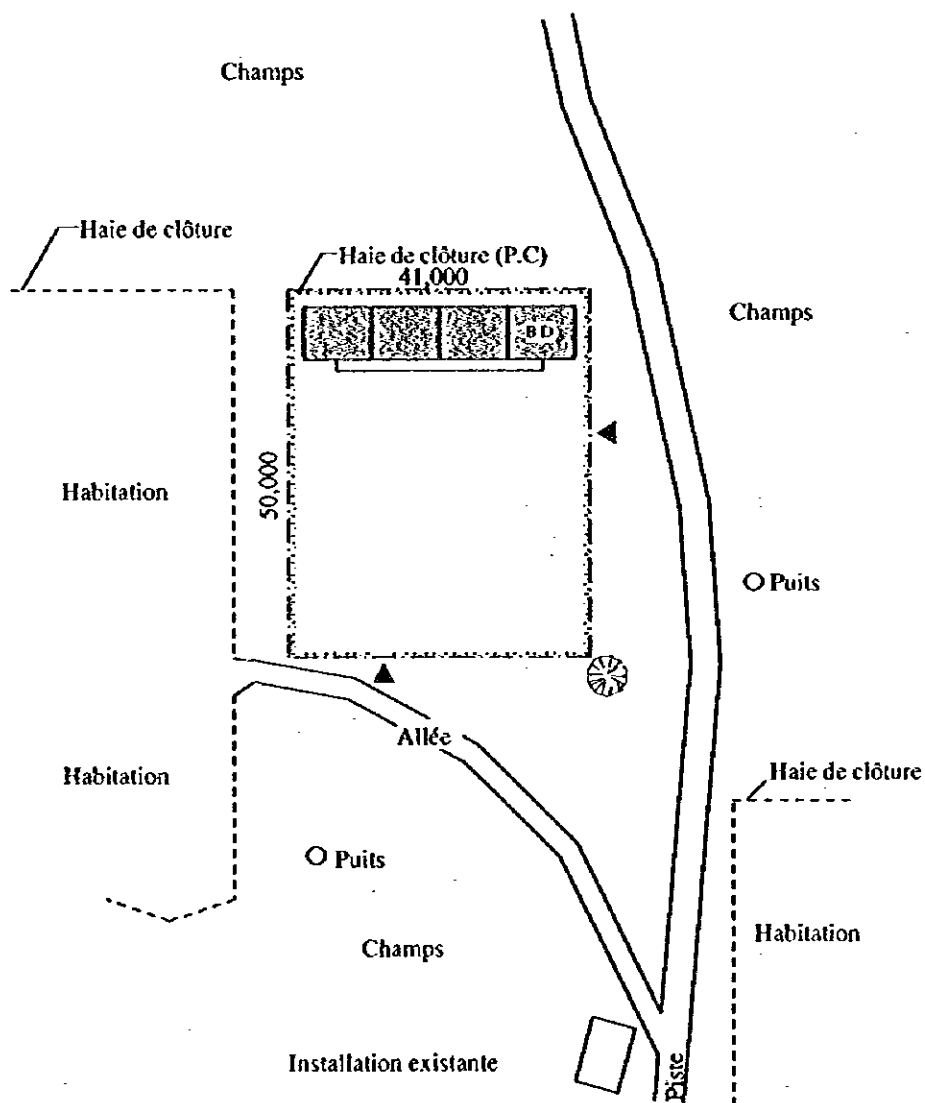 Champs
Haie de clôture
Haie de clôture (P.C)
41,000
Champs
B D
50,000
Habitation
Puits
Allée
Habitation
Haie de clôture
Puits
Habitation
Champs
Installation existante
Piste